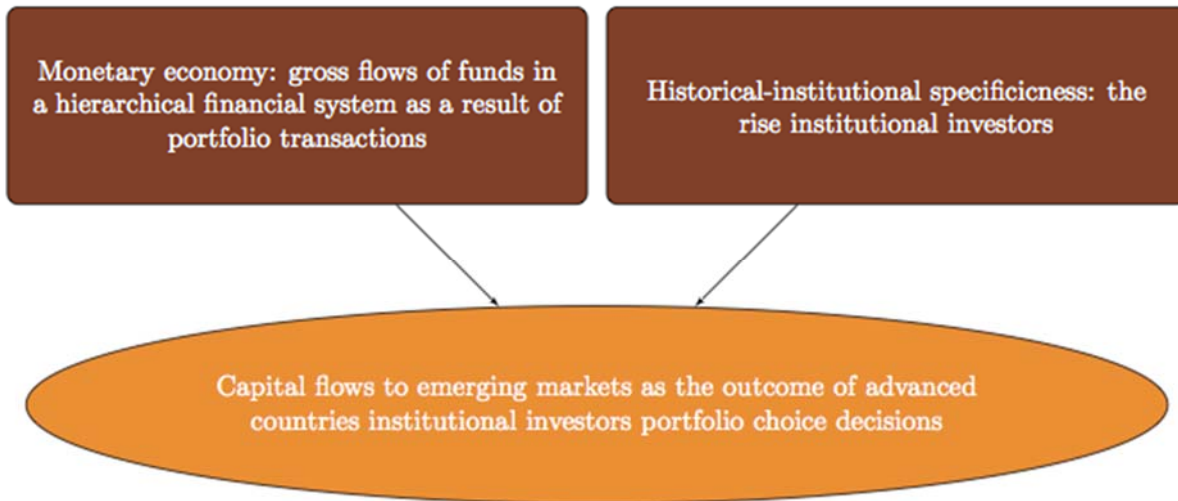 Monetary economy: gross flows of funds in
a hierarchical financial system as a result of
portfolio transactions
Historical-institutional specificicness: the
rise institutional investors
Capital flows to emerging markets as the outcome of advanced
countries institutional investors portfolio choice decisions